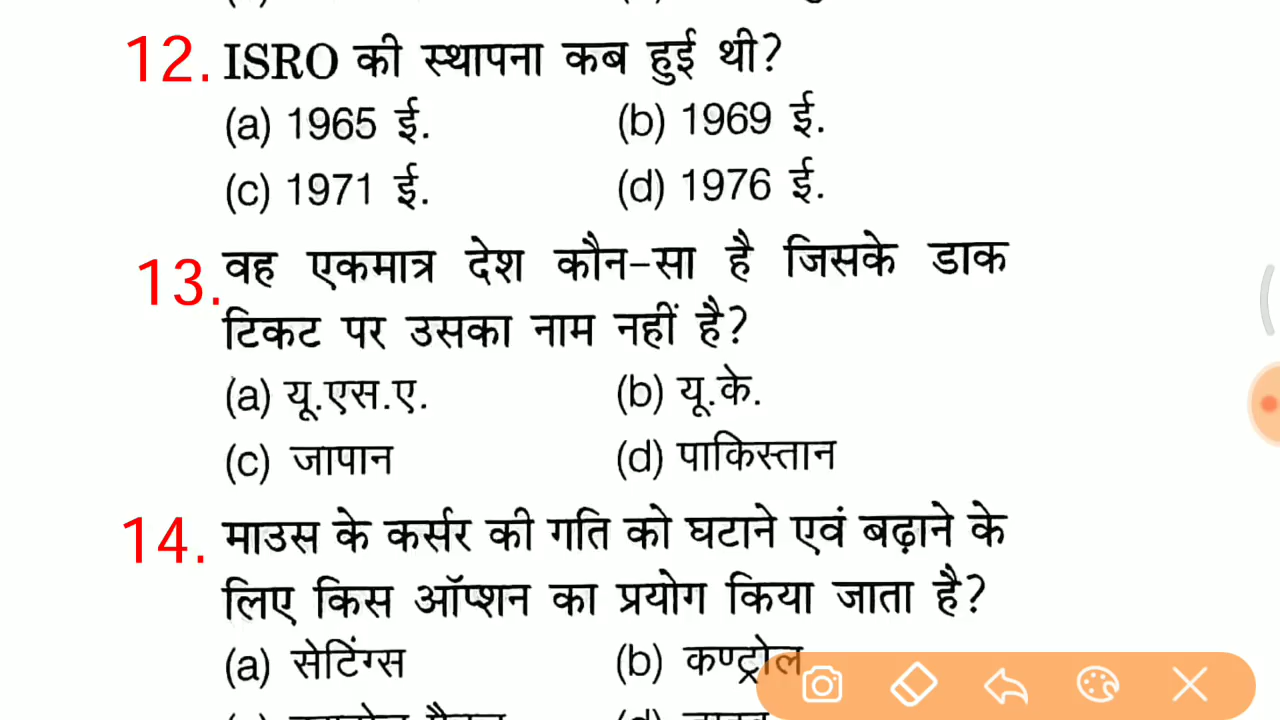 12. ISRO की स्थापना कब हुई थी?
(a) 1965 ई. (b) 1969 ई.
(c) 1971 ई. (d) 1976 ई.
13. वह एकमात्र देश कौन-सा है जिसके डाक
टिकट पर उसका नाम नहीं है?
(a) यू.एस.ए. (b) यू.के.
(c) जापान (d) पाकिस्तान
14. माउस के कर्सर की गति को घटाने एवं बढ़ाने के
लिए किस ऑप्शन का प्रयोग किया जाता है?
(a) सेटिंग्स (b) कण्ट्रोल